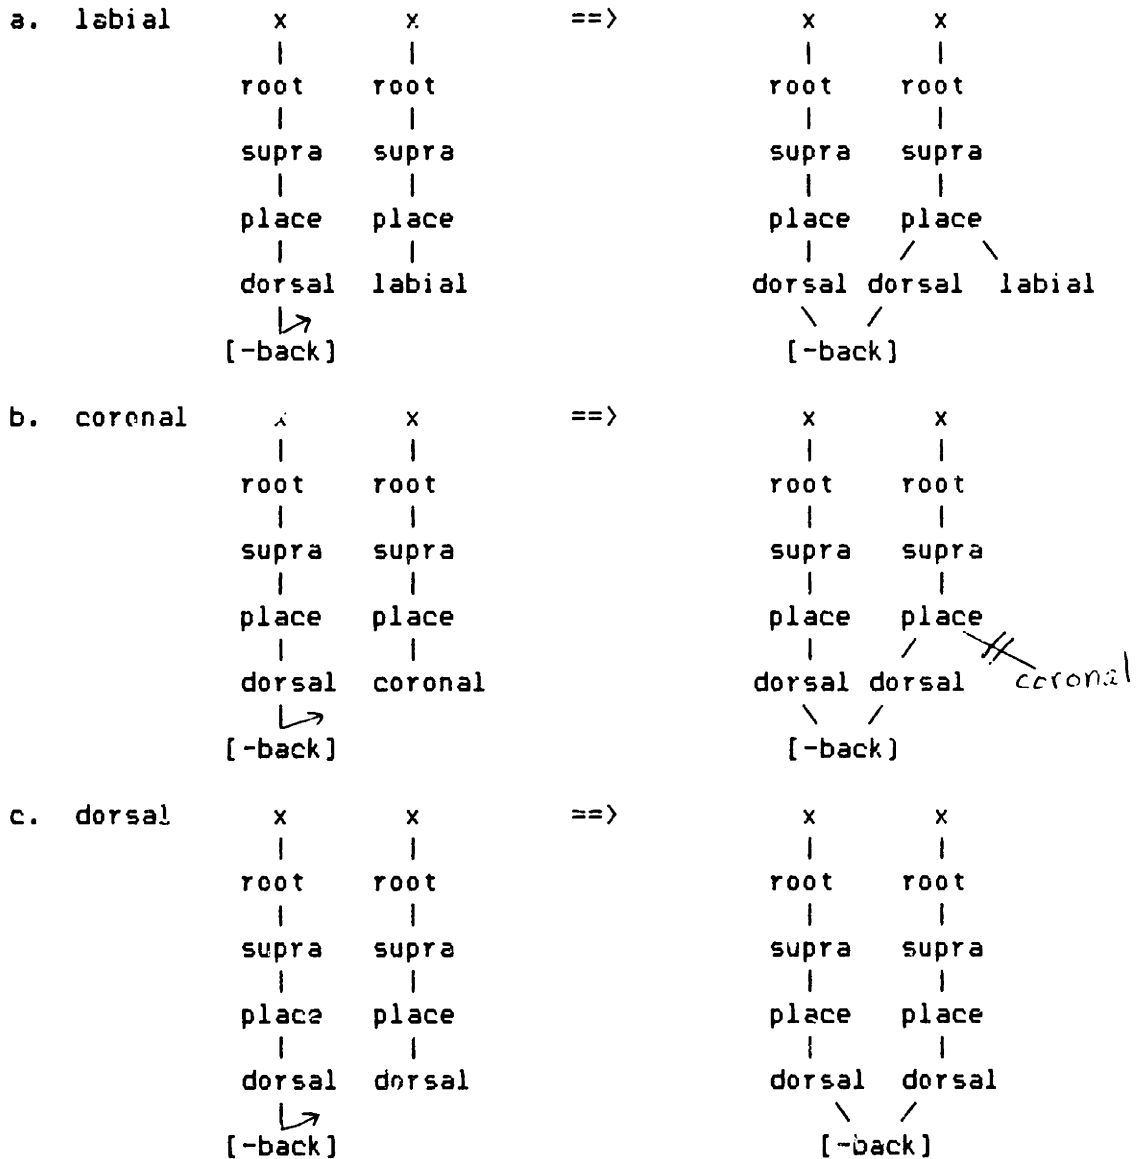 a. labial x x ==> x x
root root root root
supra supra supra supra
place place place place
dorsal labial dorsal dorsal labial
[-back] [-back]
b. coronal x x ==> x x
root root root root
supra supra supra supra
place place place place
dorsal coronal dorsal dorsal coronal
[-back] [-back]
c. dorsal x x ==> x x
root root root root
supra supra supra supra
place place place place
dorsal dorsal dorsal dorsal
[-back] [-back]